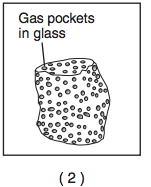 Gas pockets
in glass
( 2 )